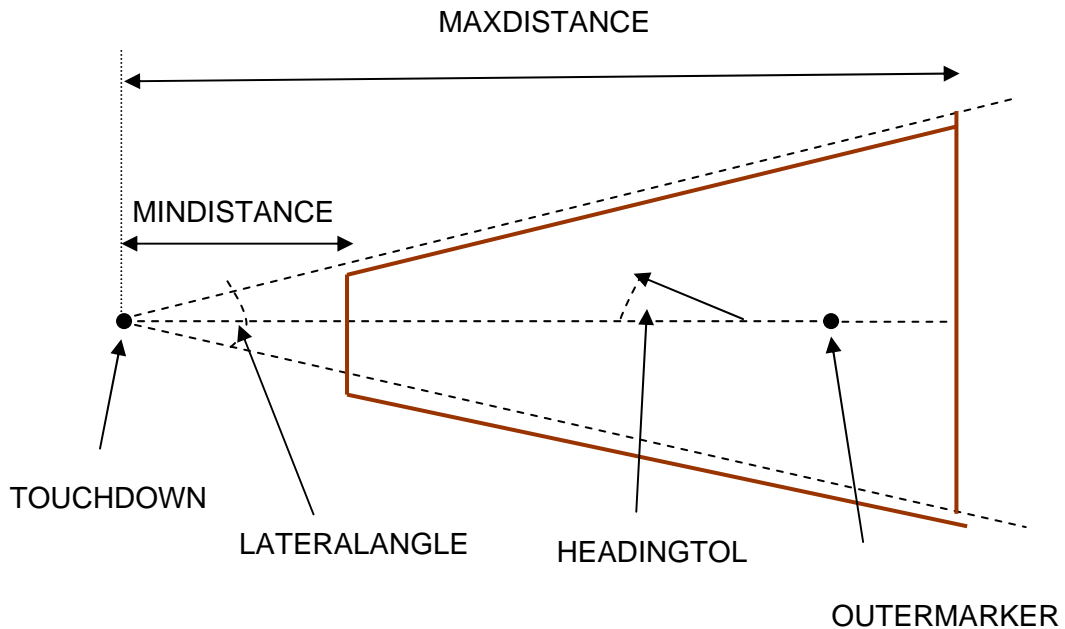 MAXDISTANCE
MINDISTANCE
TOUCHDOWN
LATERALANGLE
HEADINGTOL
OUTERMARKER